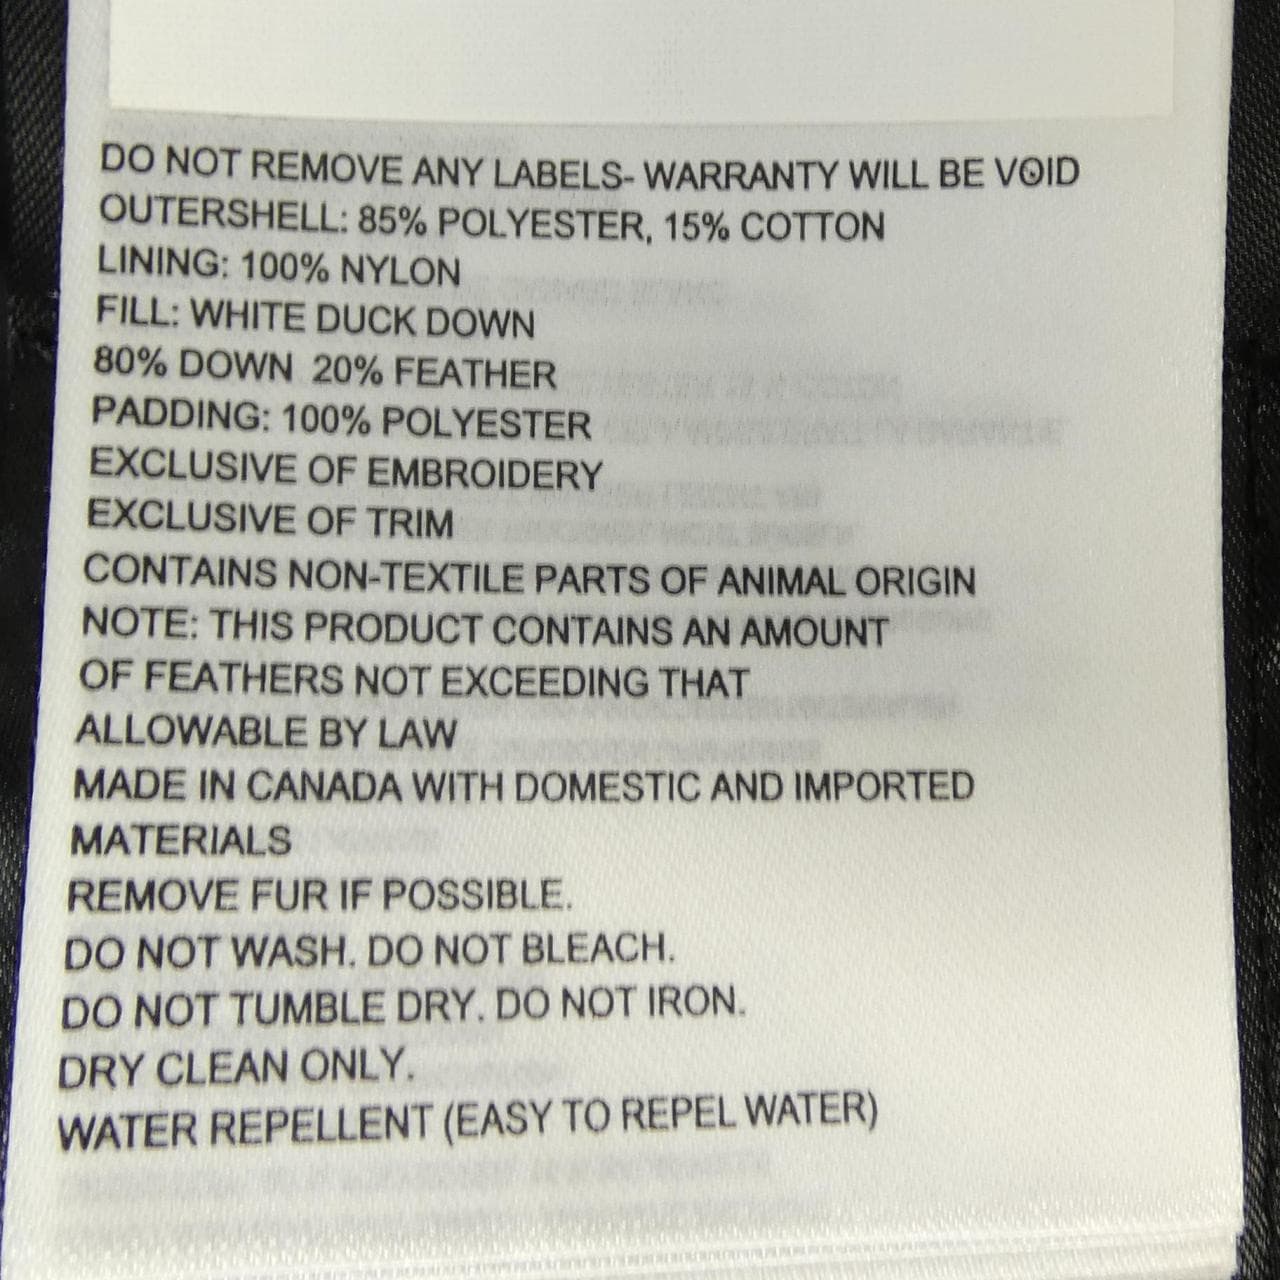 DO NOT REMOVE ANY LABELS- WARRANTY WILL BE VOID
OUTERSHELL: 85% POLYESTER, 15% COTTON
LINING: 100% NYLON
FILL: WHITE DUCK DOWN
80% DOWN 20% FEATHER
PADDING: 100% POLYESTER
EXCLUSIVE OF EMBROIDERY
EXCLUSIVE OF TRIM
CONTAINS NON-TEXTILE PARTS OF ANIMAL ORIGIN
NOTE: THIS PRODUCT CONTAINS AN AMOUNT
OF FEATHERS NOT EXCEEDING THAT
ALLOWABLE BY LAW
MADE IN CANADA WITH DOMESTIC AND IMPORTED
MATERIALS
REMOVE FUR IF POSSIBLE.
DO NOT WASH. DO NOT BLEACH.
DO NOT TUMBLE DRY. DO NOT IRON.
DRY CLEAN ONLY.
WATER REPELLENT (EASY TO REPEL WATER)